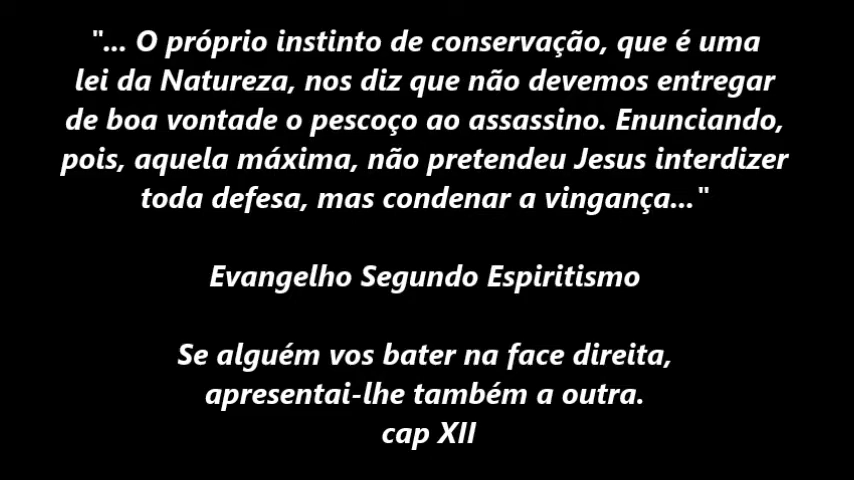 "... O próprio instinto de conservação, que é uma
lei da Natureza, nos diz que não devemos entregar
de boa vontade o pescoço ao assassino. Enunciando,
pois, aquela máxima, não pretendeu Jesus interdizer
toda defesa, mas condenar a vingança..."
Evangelho Segundo Espiritismo
Se alguém vos bater na face direita,
apresentai-lhe também a outra.
cap XII